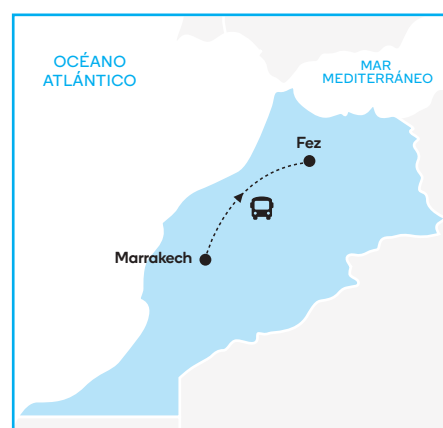 OCÉANO
ATLÁNTICO
MAR
MEDITERRÁNEO
Fez
Marrakech